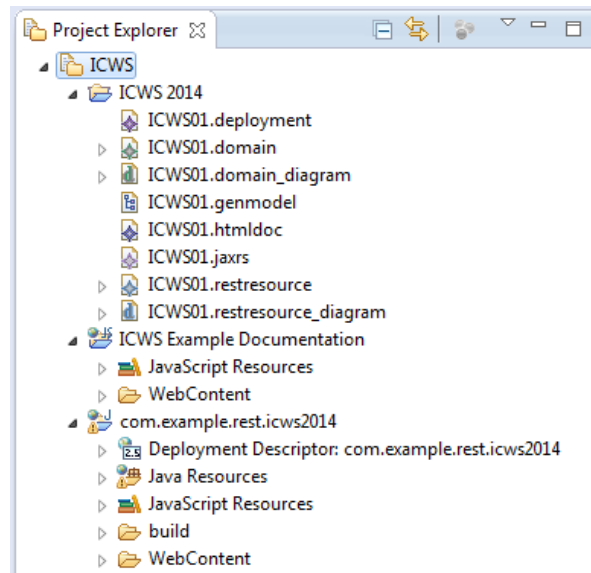 Project Explorer
ICWS
ICWS 2014
ICWS01.deployment
ICWS01.domain
ICWS01.domain_diagram
ICWS01.genmodel
ICWS01.htmldoc
ICWS01.jaxrs
ICWS01.restresource
ICWS01.restresource_diagram
ICWS Example Documentation
JavaScript Resources
WebContent
com.example.rest.icws2014
2.5 Deployment Descriptor: com.example.rest.icws2014
Java Resources
JavaScript Resources
build
WebContent